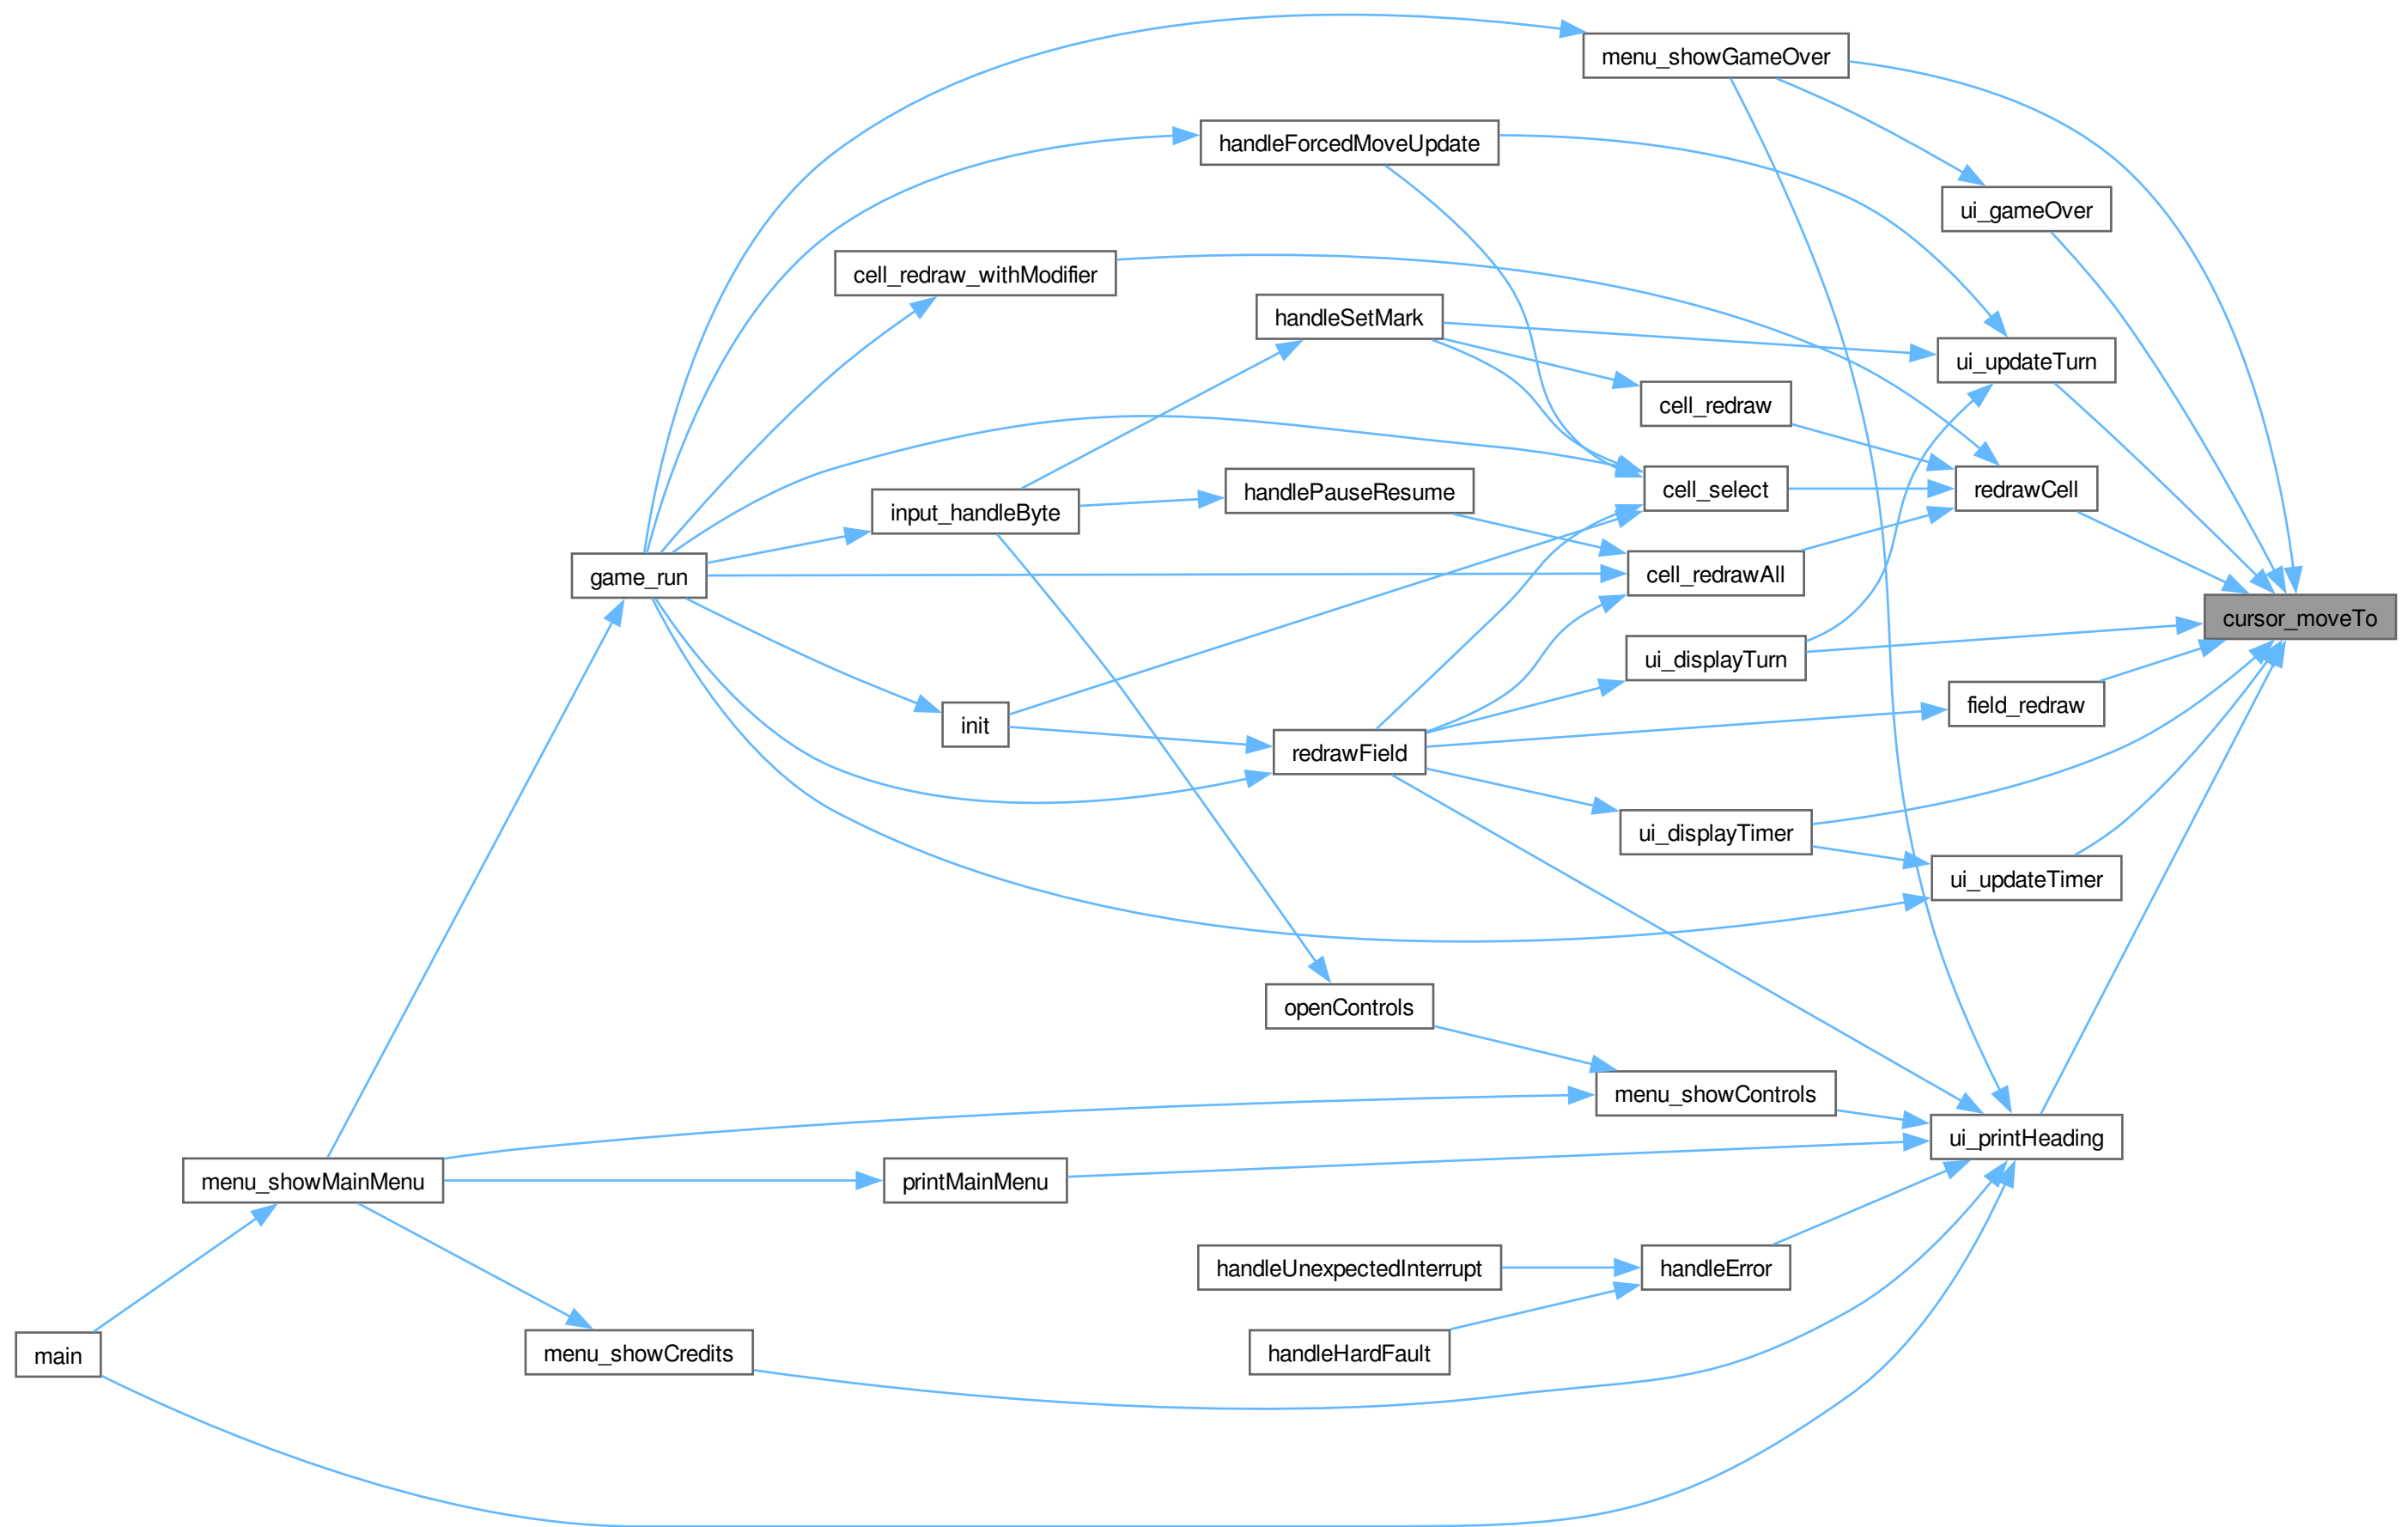 menu_showGameOver
handleForcedMoveUpdate
ui_gameOver
cell_redraw_withModifier
handleSetMark
ui_updateTurn
cell_redraw
cell_select
redrawCell
handlePauseResume
input_handleByte
game_run
cell_redrawAll
cursor_moveTo
ui_displayTurn
field_redraw
init
redrawField
ui_displayTimer
ui_updateTimer
openControls
menu_showControls
ui_printHeading
menu_showMainMenu
printMainMenu
handleUnexpectedInterrupt
handleError
main
menu_showCredits
handleHardFault